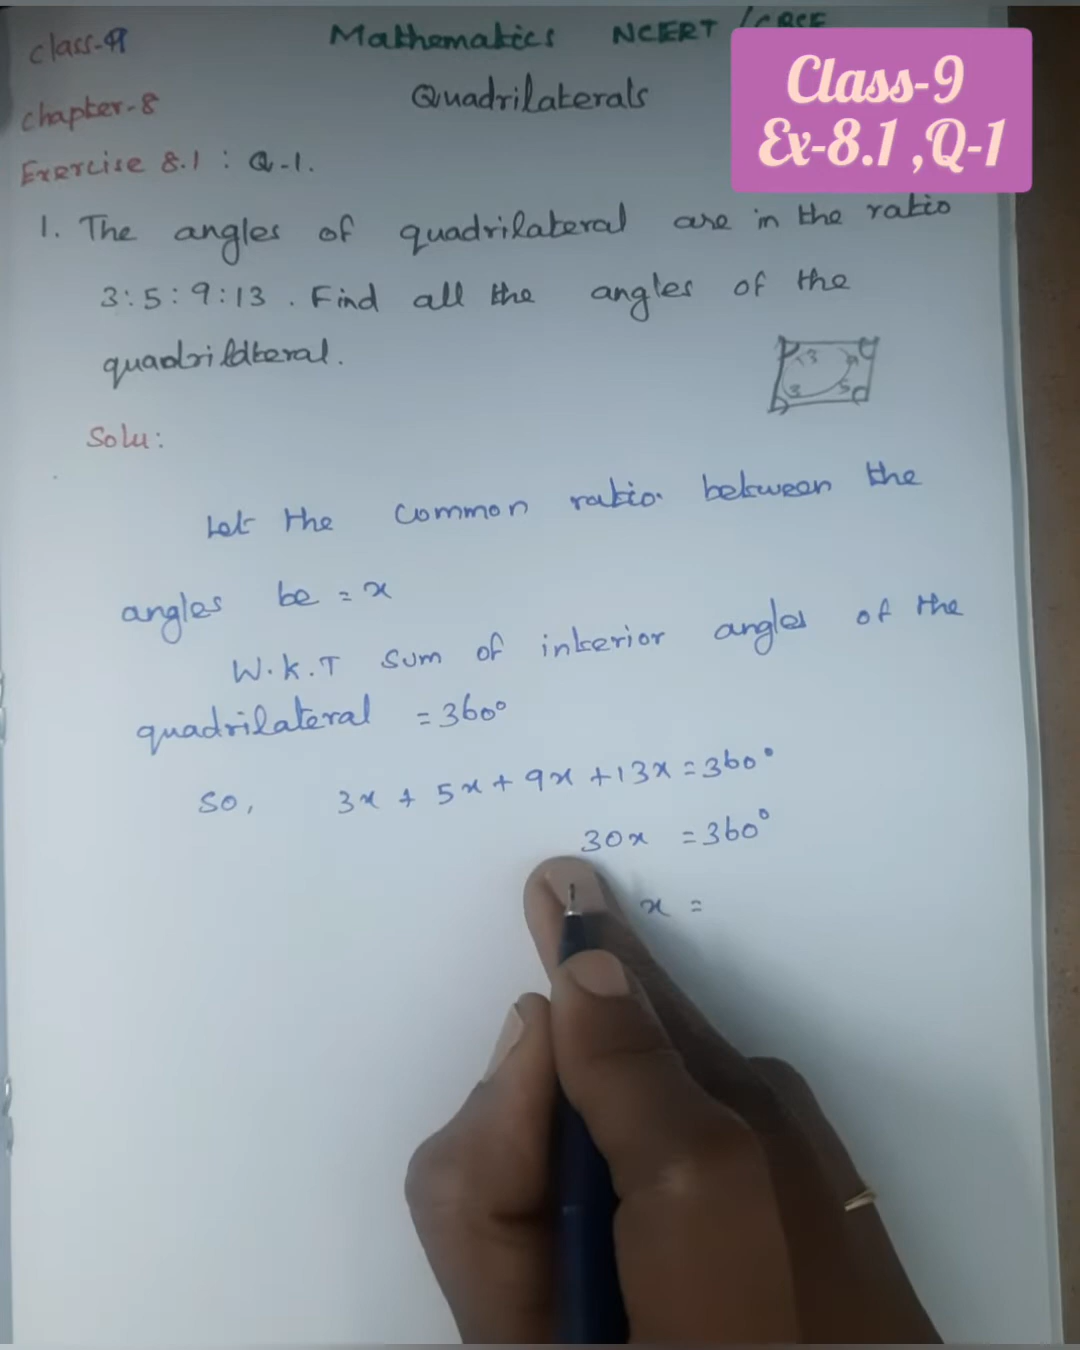 class-9
Mathematics NCERT /CBSE
Class-9
Ex-8.1 ,Q-1
chapter-8
Quadrilaterals
Exercise 8.1 : Q-1.
1. The angles of quadrilateral are in the ratio
3:5:9:13 . Find all the angles of the
quadrilateral.
Solu:
Let the common ratio between the
angles be = x
W.K.T sum of interior angles of the
quadrilateral = 360°
So, 3x + 5x + 9x + 13x = 360°
30x = 360°
x =